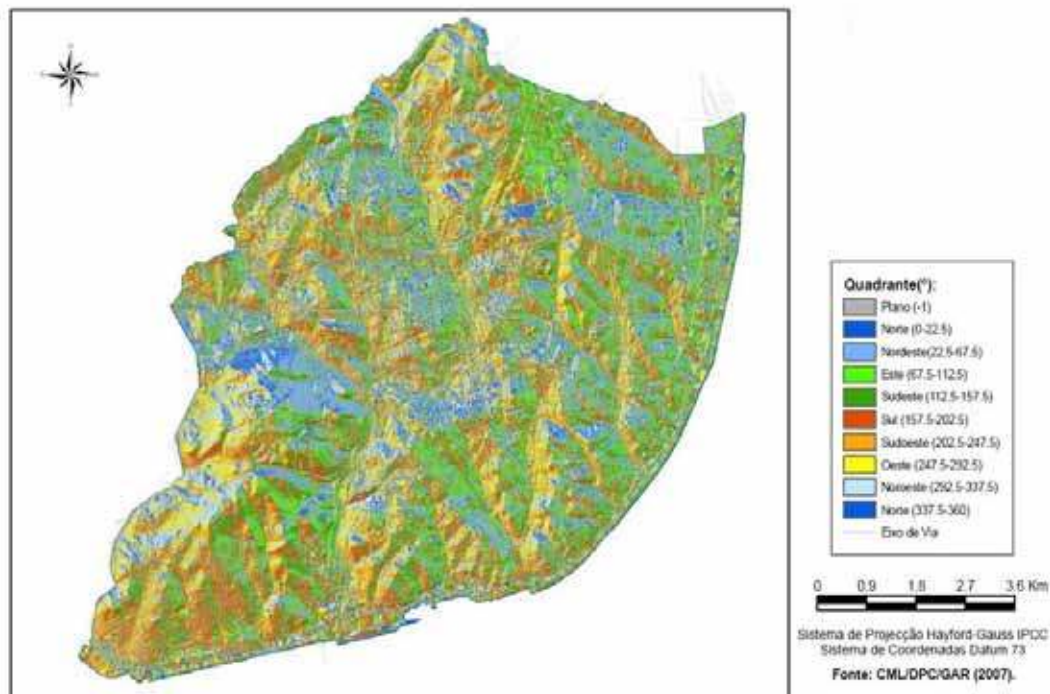 Quadrante(º):
Plano (-1)
Norte (0-22.5)
Nordeste(22.5-67.5)
Este (67.5-112.5)
Sudeste (112.5-157.5)
Sul (157.5-202.5)
Sudoeste (202.5-247.5)
Oeste (247.5-292.5)
Noroeste (292.5-337.5)
Norte (337.5-360)
Eixo de Via
0 0.9 1.8 2.7 3.6 Km
Sistema de Projecção Hayford-Gauss IPCC
Sistema de Coordenadas Datum 73
Fonte: CML/DPC/GAR (2007).